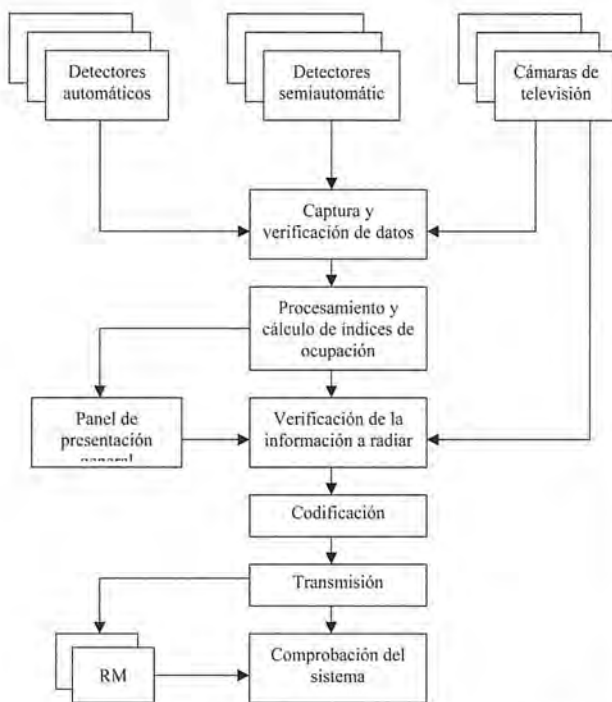 Detectores
automáticos
Detectores
semiautomátic
Cámaras de
televisión
Captura y
verificación de datos
Procesamiento y
cálculo de índices de
ocupación
Panel de
presentación
general
Verificación de la
información a radiar
Codificación
Transmisión
RM
Comprobación del
sistema